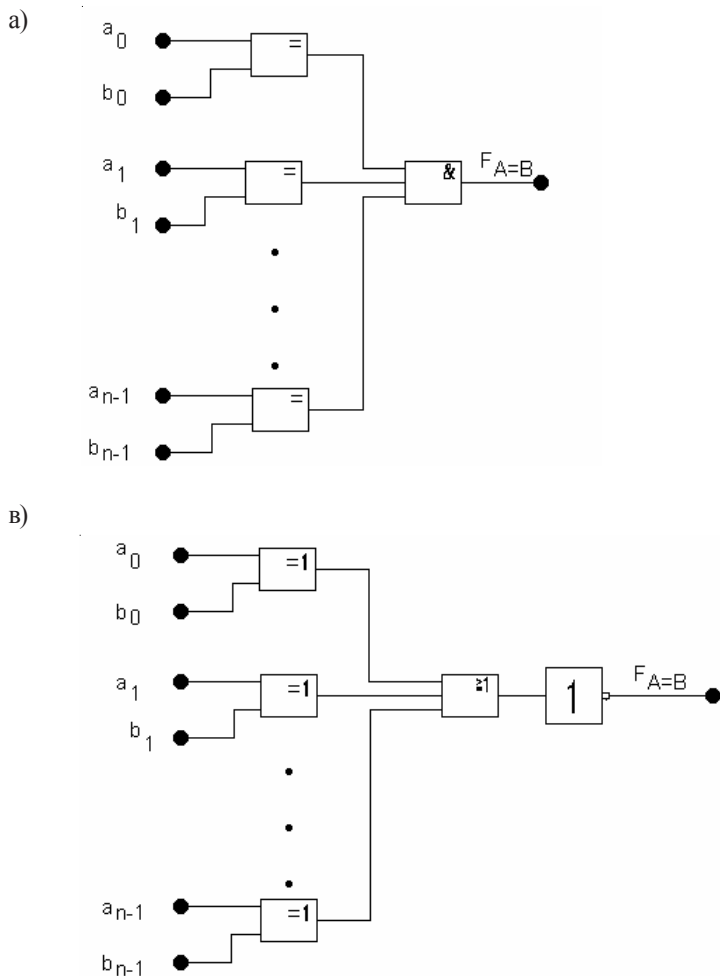 а)
a0
=
b0
a1
=
&
FA=B
b1
an-1
=
bn-1
в)
a0
=1
b0
a1
=1
≥1
1
FA=B
b1
an-1
=1
bn-1